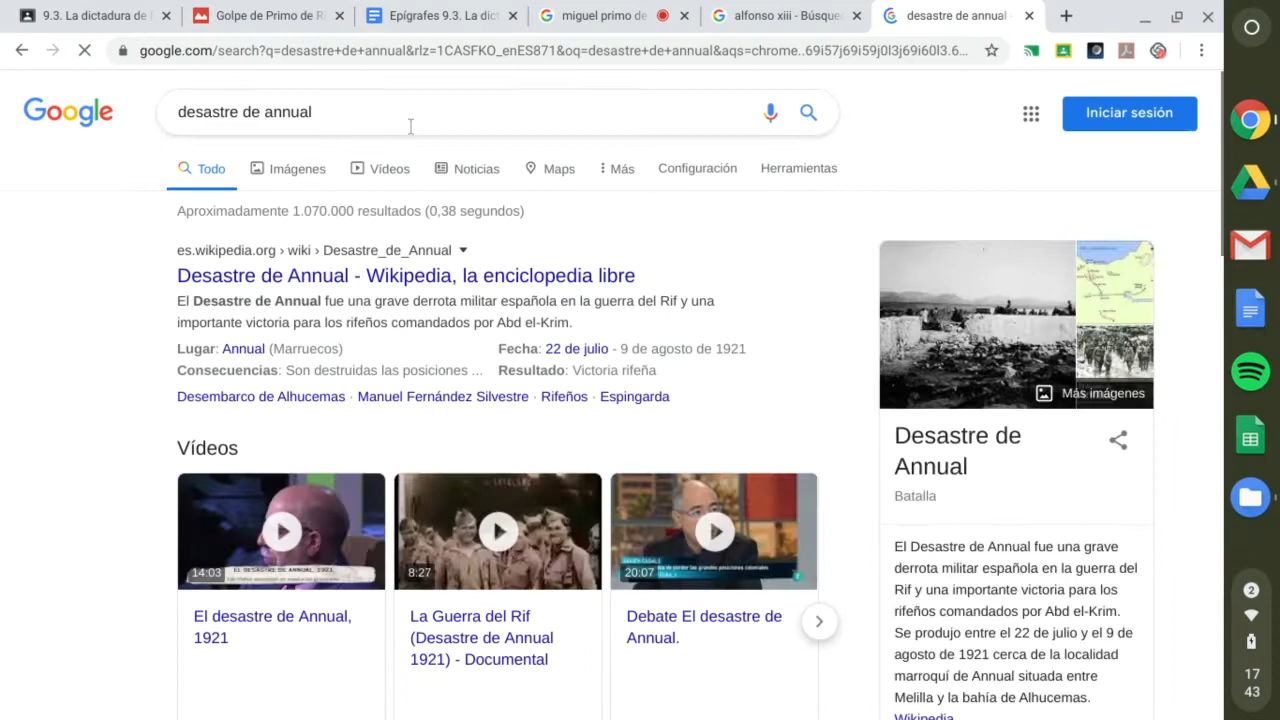 9.3. La dictadura de
Golpe de Primo de R
Epígrafes 9.3. La dict
miguel primo de
alfonso xiii - Búsque
desastre de annual -
google.com/search?q=desastre+de+annual&rlz=1CASFKO_enES871&oq=desastre+de+annual&aqs=chrome..69i57j69i59j0l3j69i60l3.6...
Google
desastre de annual
Iniciar sesión
Todo
Imágenes
Vídeos
Noticias
Maps
Más
Configuración
Herramientas
Aproximadamente 1.070.000 resultados (0,38 segundos)
es.wikipedia.org › wiki › Desastre_de_Annual
Desastre de Annual - Wikipedia, la enciclopedia libre
El Desastre de Annual fue una grave derrota militar española en la guerra del Rif y una
importante victoria para los rifeños comandados por Abd el-Krim.
Lugar: Annual (Marruecos)
Fecha: 22 de julio - 9 de agosto de 1921
Consecuencias: Son destruidas las posiciones ...
Resultado: Victoria rifeña
Desembarco de Alhucemas · Manuel Fernández Silvestre · Rifeños · Espingarda
Vídeos
14:03
EL DESASTRE DE ANNUAL, 1921
8:27
20:07
El desastre de Annual,
1921
La Guerra del Rif
(Desastre de Annual
1921) - Documental
Debate El desastre de
Annual.
Más imágenes
Desastre de
Annual
Batalla
El Desastre de Annual fue una grave
derrota militar española en la guerra del
Rif y una importante victoria para los
rifeños comandados por Abd el-Krim.
Se produjo entre el 22 de julio y el 9 de
agosto de 1921 cerca de la localidad
marroquí de Annual situada entre
Melilla y la bahía de Alhucemas.
Wikipedia
2
17
43